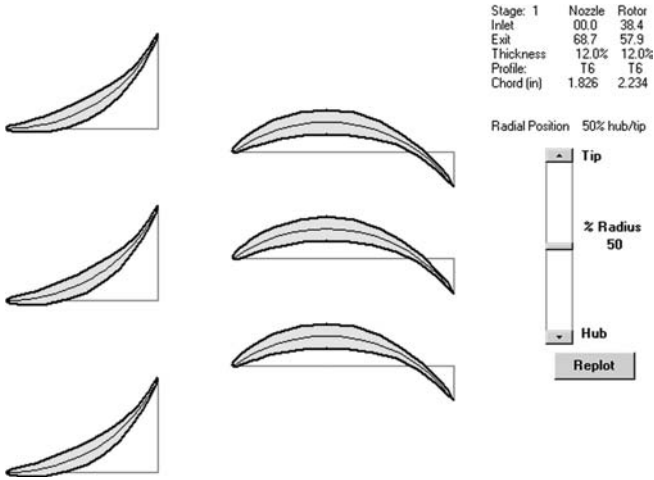 Stage: 1 Nozzle Rotor
Inlet 00.0 38.4
Exit 68.7 57.9
Thickness 12.0% 12.0%
Profile: T6 T6
Chord (in) 1.826 2.234
Radial Position 50% hub/tip
Tip
% Radius
50
Hub
Replot